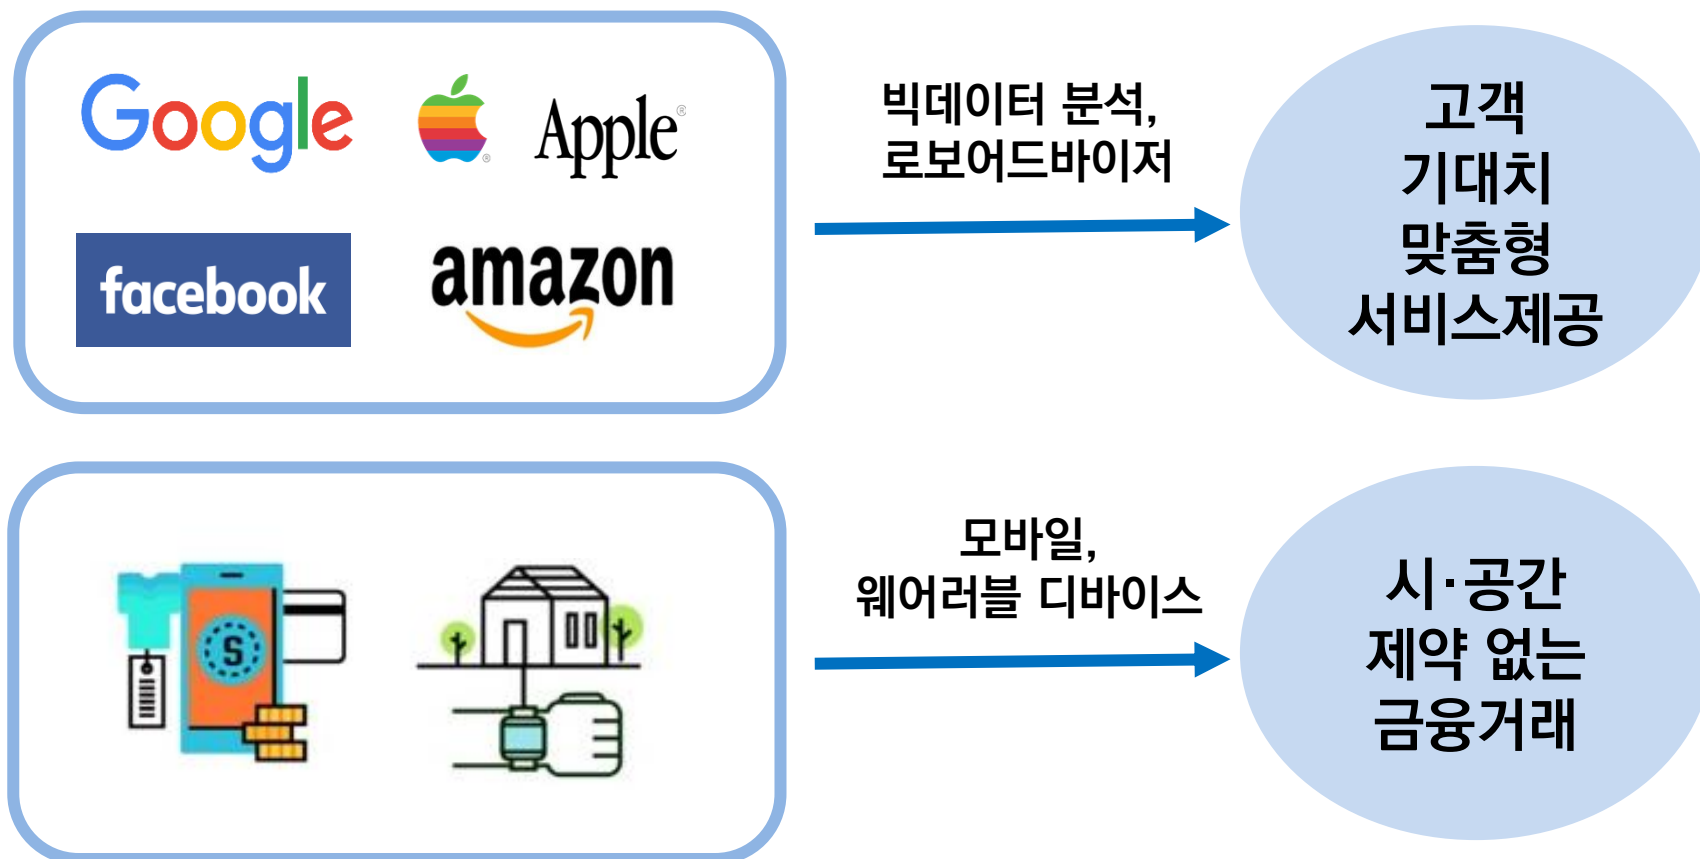 Google
Apple
빅데이터 분석,
로보어드바이저
고객
기대치
맞춤형
서비스제공
facebook
amazon
모바일,
웨어러블 디바이스
S
시·공간
제약 없는
금융거래